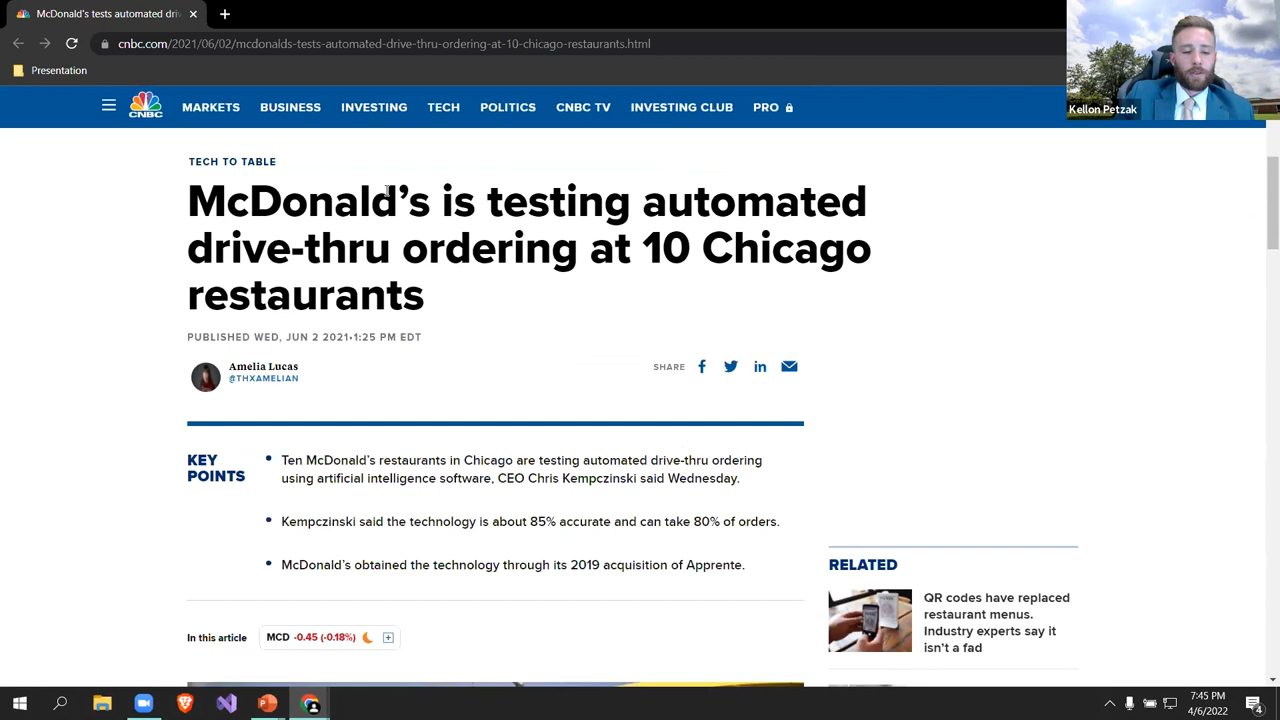 McDonald's tests automated driv
cnbc.com/2021/06/02/mcdonalds-tests-automated-drive-thru-ordering-at-10-chicago-restaurants.html
Presentation
Kellon Petzak
CNBC
MARKETS BUSINESS INVESTING TECH POLITICS CNBC TV INVESTING CLUB PRO
TECH TO TABLE
McDonald's is testing automated
drive-thru ordering at 10 Chicago
restaurants
PUBLISHED WED, JUN 2 2021•1:25 PM EDT
Amelia Lucas
@THXAMELIAN
SHARE
KEY
POINTS
Ten McDonald's restaurants in Chicago are testing automated drive-thru ordering
using artificial intelligence software, CEO Chris Kempczinski said Wednesday.
Kempczinski said the technology is about 85% accurate and can take 80% of orders.
McDonald's obtained the technology through its 2019 acquisition of Apprente.
In this article
MCD -0.45 (-0.18%)
RELATED
QR codes have replaced
restaurant menus.
Industry experts say it
isn't a fad
7:45 PM
4/6/2022
4